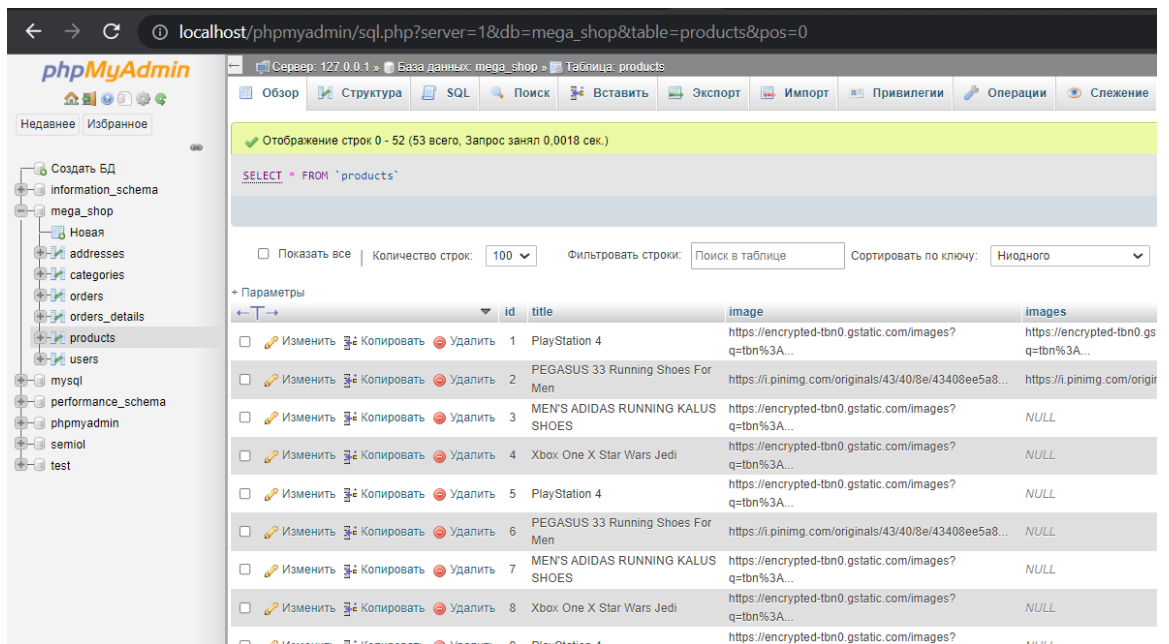 localhost/phpmyadmin/sql.php?server=1&db=mega_shop&table=products&pos=0
phpMyAdmin
Недавнее Избранное
Создать БД
information_schema
mega_shop
Новая
addresses
categories
orders
orders_details
products
users
mysql
performance_schema
phpmyadmin
semiol
test
Сервер: 127.0.0.1 » База данных: mega_shop » Таблица: products
Обзор Структура SQL Поиск Вставить Экспорт Импорт Привилегии Операции Слежение
Отображение строк 0 - 52 (53 всего, Запрос занял 0,0018 сек.)
SELECT * FROM `products`
Показать все | Количество строк: 100 Фильтровать строки: Поиск в таблице Сортировать по ключу: Ниодного
+ Параметры
←T→ id title image images
Изменить Копировать Удалить 1 PlayStation 4 https://encrypted-tbn0.gstatic.com/images? https://encrypted-tbn0.gs
q=tbn%3A... q=tbn%3A...
PEGASUS 33 Running Shoes For
Изменить Копировать Удалить 2 https://i.pinimg.com/originals/43/40/8e/43408ee5a8... https://i.pinimg.com/origin
Men
MEN'S ADIDAS RUNNING KALUS https://encrypted-tbn0.gstatic.com/images?
Изменить Копировать Удалить 3 NULL
SHOES q=tbn%3A...
https://encrypted-tbn0.gstatic.com/images?
Изменить Копировать Удалить 4 Xbox One X Star Wars Jedi NULL
q=tbn%3A...
https://encrypted-tbn0.gstatic.com/images?
Изменить Копировать Удалить 5 PlayStation 4 NULL
q=tbn%3A...
PEGASUS 33 Running Shoes For
Изменить Копировать Удалить 6 https://i.pinimg.com/originals/43/40/8e/43408ee5a8... NULL
Men
MEN'S ADIDAS RUNNING KALUS https://encrypted-tbn0.gstatic.com/images?
Изменить Копировать Удалить 7 NULL
SHOES q=tbn%3A...
https://encrypted-tbn0.gstatic.com/images?
Изменить Копировать Удалить 8 Xbox One X Star Wars Jedi NULL
q=tbn%3A...
https://encrypted-tbn0.gstatic.com/images?